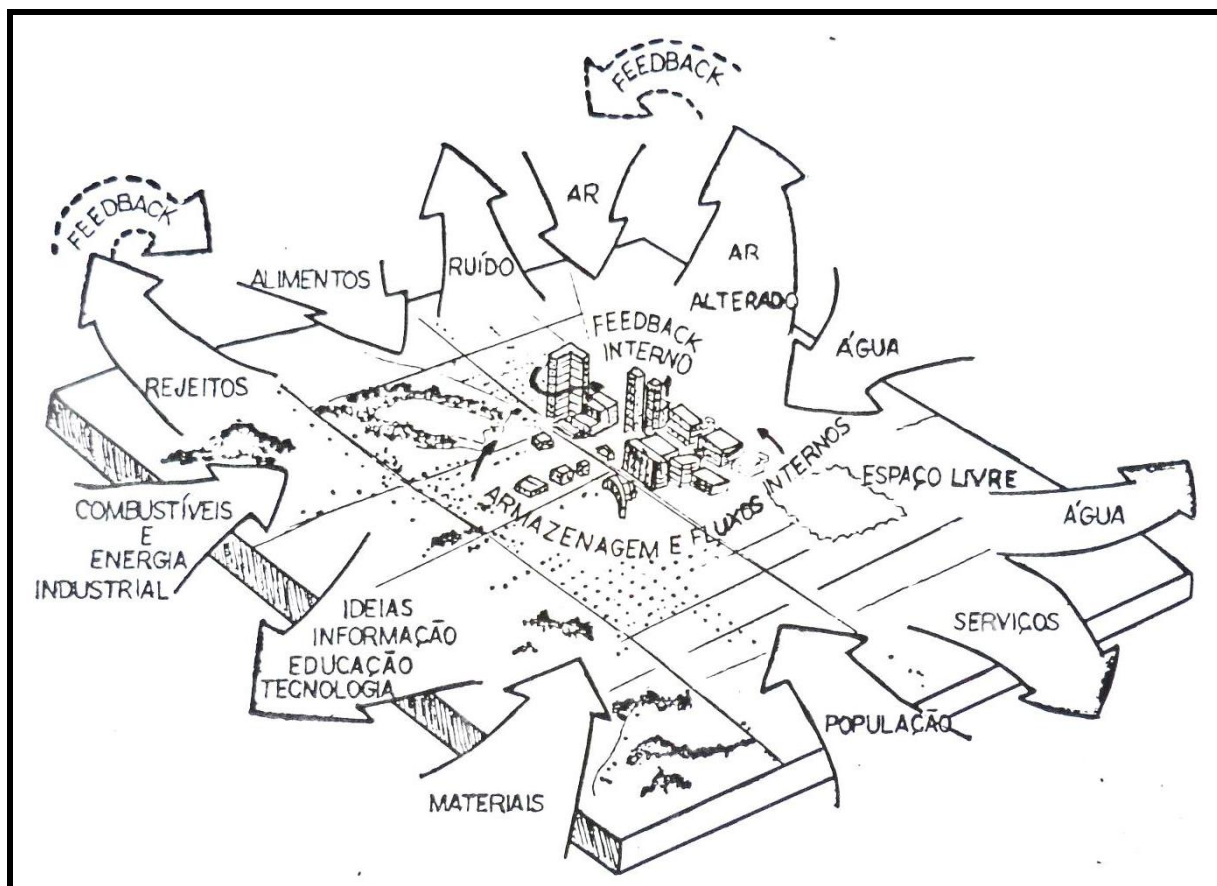 FEEDBACK
FEEDBACK
AR
RUÍDO
ALIMENTOS
AR
ALTERADO
FEEDBACK
INTERNO
ÁGUA
REJEITOS
ESPAÇO LIVRE
ARMAZENAGEM E FLUXOS INTERNOS
ÁGUA
COMBUSTÍVEIS
E
ENERGIA
INDUSTRIAL
IDEIAS
INFORMAÇÃO
EDUCAÇÃO
TECNOLOGIA
SERVIÇOS
POPULAÇÃO
MATERIAIS